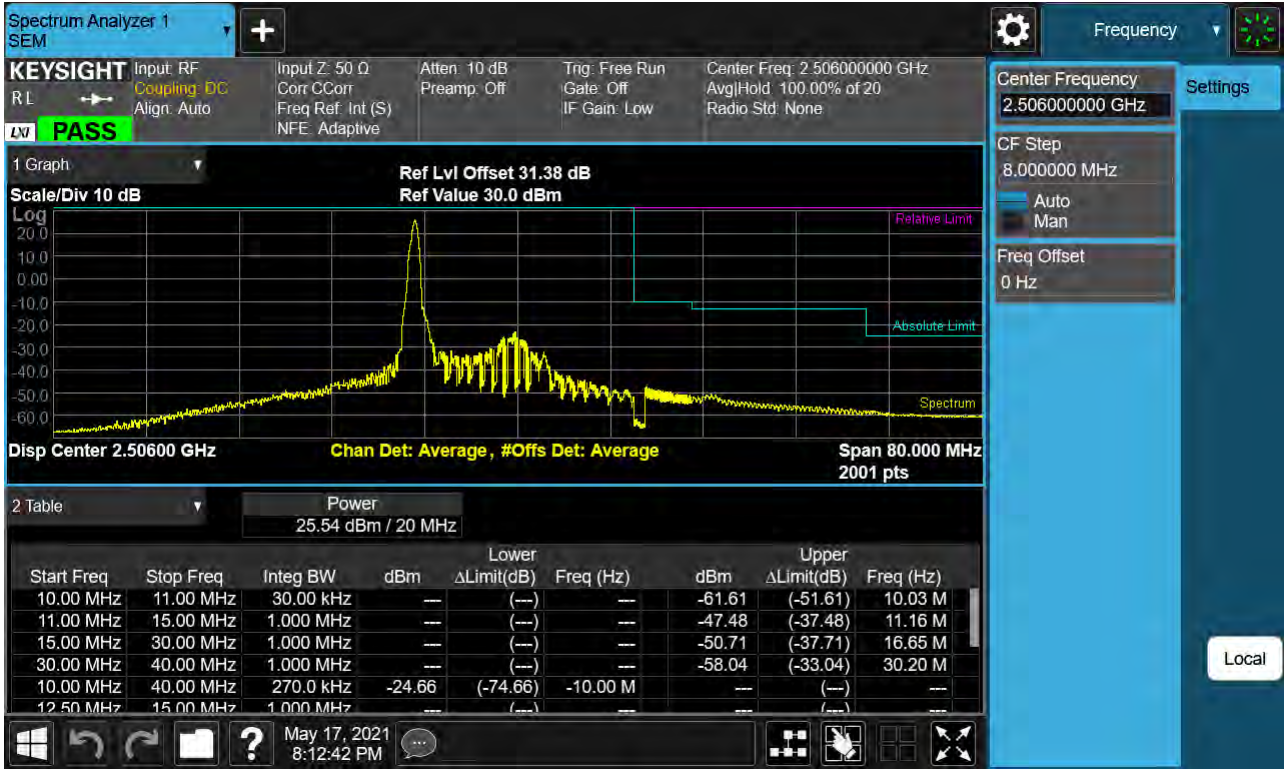 Spectrum Analyzer 1
SEM
+
Frequency
KEYSIGHT
RL
LXI
PASS
Input: RF
Coupling: DC
Align: Auto
Input Z: 50 Ω
Corr CCorr
Freq Ref: Int (S)
NFE: Adaptive
Atten: 10 dB
Preamp: Off
Trig: Free Run
Gate: Off
IF Gain: Low
Center Freq: 2.506000000 GHz
Avg|Hold: 100.00% of 20
Radio Std: None
Center Frequency
2.506000000 GHz
Settings
CF Step
8.000000 MHz
Auto
Man
Freq Offset
0 Hz
Local
1 Graph
Scale/Div 10 dB
Ref Lvl Offset 31.38 dB
Ref Value 30.0 dBm
Log
20.0
10.0
0.00
-10.0
-20.0
-30.0
-40.0
-50.0
-60.0
Relative Limit
Absolute Limit
Spectrum
Disp Center 2.50600 GHz
Chan Det: Average, #Offs Det: Average
Span 80.000 MHz
2001 pts
2 Table
Power
25.54 dBm / 20 MHz
Lower Upper
Start Freq Stop Freq Integ BW dBm ΔLimit(dB) Freq (Hz) dBm ΔLimit(dB) Freq (Hz)
10.00 MHz 11.00 MHz 30.00 kHz --- (---) --- -61.61 (-51.61) 10.03 M
11.00 MHz 15.00 MHz 1.000 MHz --- (---) --- -47.48 (-37.48) 11.16 M
15.00 MHz 30.00 MHz 1.000 MHz --- (---) --- -50.71 (-37.71) 16.65 M
30.00 MHz 40.00 MHz 1.000 MHz --- (---) --- -58.04 (-33.04) 30.20 M
10.00 MHz 40.00 MHz 270.0 kHz -24.66 (-74.66) -10.00 M --- (---) ---
12.50 MHz 15.00 MHz 1.000 MHz --- (---) --- --- (---) ---
?
May 17, 2021
8:12:42 PM